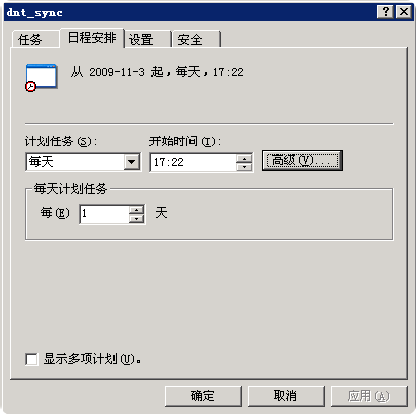 dnt_sync
任务 日程安排 设置 安全
从 2009-11-3 起，每天，17:22
计划任务(S): 开始时间(T):
每天 17:22 高级(V)...
每天计划任务
每(E) 1 天
显示多项计划(U)。
确定 取消 应用(A)